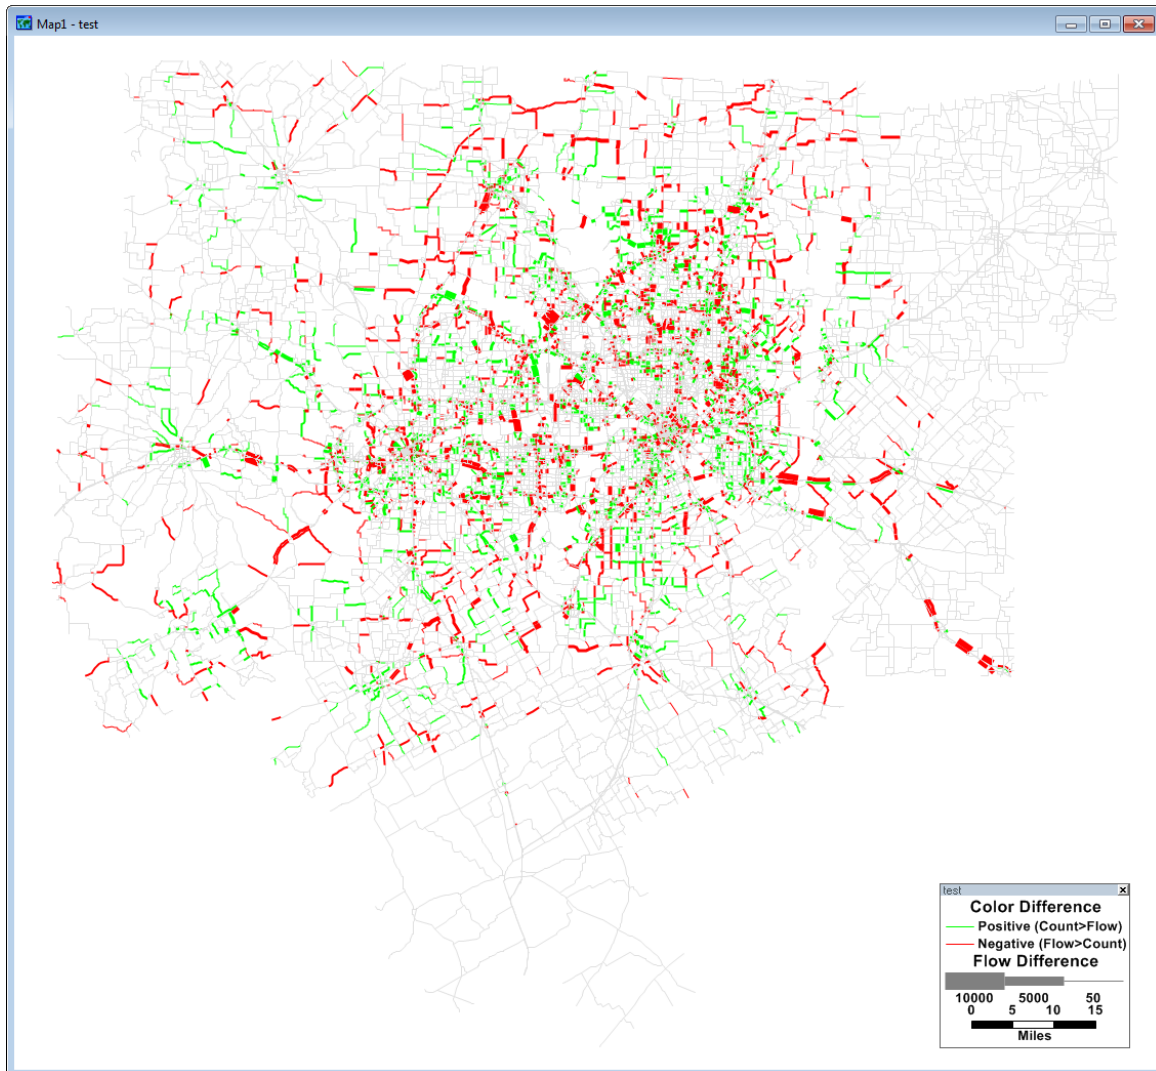 Map1 - test
test
Color Difference
Positive (Count>Flow)
Negative (Flow>Count)
Flow Difference
10000 5000 50
0 5 10 15
Miles